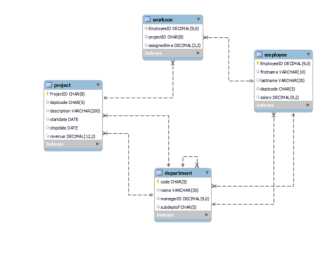 workson
EmployeeID DECIMAL(9,0)
projectID CHAR(8)
assignedtime DECIMAL(3,2)
Indexes
project
ProjectID CHAR(8)
deptcode CHAR(5)
description VARCHAR(200)
startdate DATE
stopdate DATE
revenue DECIMAL(12,2)
Indexes
employee
EmployeeID DECIMAL(9,0)
firstname VARCHAR(10)
lastname VARCHAR(20)
deptcode CHAR(5)
salary DECIMAL(9,2)
Indexes
department
code CHAR(5)
name VARCHAR(30)
managerID DECIMAL(9,0)
subdeptof CHAR(5)
Indexes